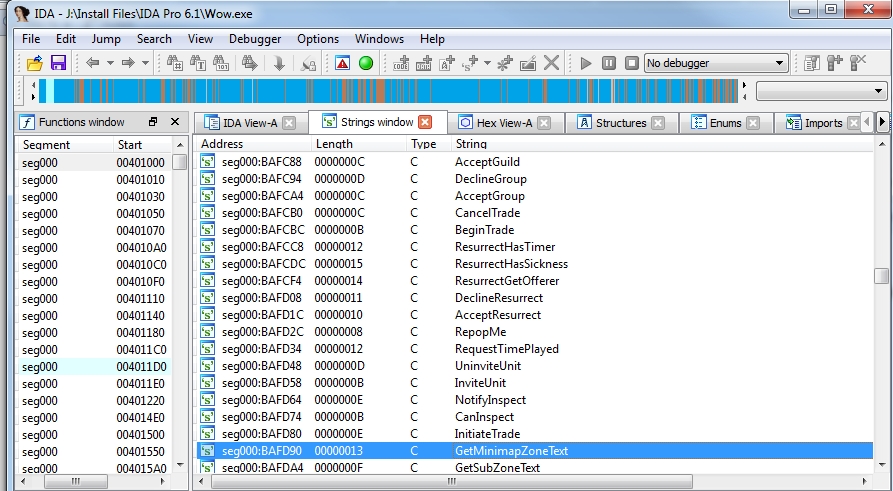 IDA - J:\Install Files\IDA Pro 6.1\Wow.exe
File Edit Jump Search View Debugger Options Windows Help
No debugger
Functions window
IDA View-A Strings window Hex View-A Structures Enums Imports
Segment Start
seg000 00401000
seg000 00401010
seg000 00401030
seg000 00401050
seg000 00401070
seg000 004010A0
seg000 004010C0
seg000 004010F0
seg000 00401110
seg000 00401140
seg000 00401180
seg000 004011C0
seg000 004011D0
seg000 004011E0
seg000 00401220
seg000 004014E0
seg000 00401500
seg000 00401550
seg000 004015A0
Address Length Type String
seg000:BAFC88 0000000C C AcceptGuild
seg000:BAFC94 0000000D C DeclineGroup
seg000:BAFCA4 0000000C C AcceptGroup
seg000:BAFCB0 0000000C C CancelTrade
seg000:BAFCBC 0000000B C BeginTrade
seg000:BAFCC8 00000012 C ResurrectHasTimer
seg000:BAFCDC 00000015 C ResurrectHasSickness
seg000:BAFCF4 00000014 C ResurrectGetOfferer
seg000:BAFD08 00000011 C DeclineResurrect
seg000:BAFD1C 00000010 C AcceptResurrect
seg000:BAFD2C 00000008 C RepopMe
seg000:BAFD34 00000012 C RequestTimePlayed
seg000:BAFD48 0000000D C UninviteUnit
seg000:BAFD58 0000000B C InviteUnit
seg000:BAFD64 0000000E C NotifyInspect
seg000:BAFD74 0000000B C CanInspect
seg000:BAFD80 0000000E C InitiateTrade
seg000:BAFD90 00000013 C GetMinimapZoneText
seg000:BAFDA4 0000000F C GetSubZoneText